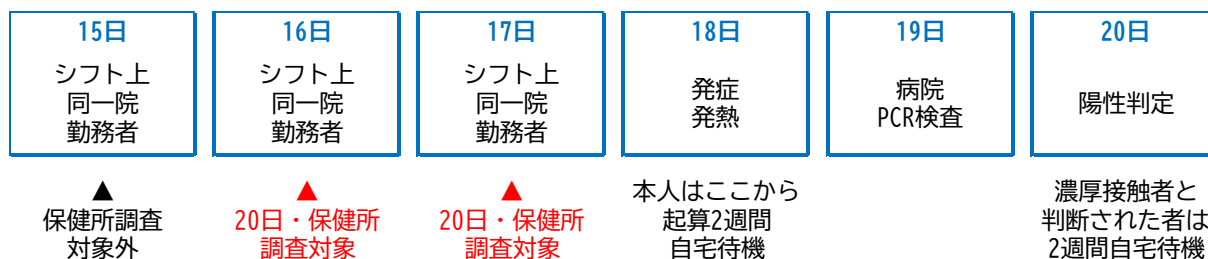 15日
シフト上
同一院
勤務者
16日
シフト上
同一院
勤務者
17日
シフト上
同一院
勤務者
18日
発症
発熱
19日
病院
PCR検査
20日
陽性判定
▲
保健所調査
対象外
▲
20日・保健所
調査対象
▲
20日・保健所
調査対象
本人はここから
起算2週間
自宅待機
濃厚接触者と
判断された者は
2週間自宅待機